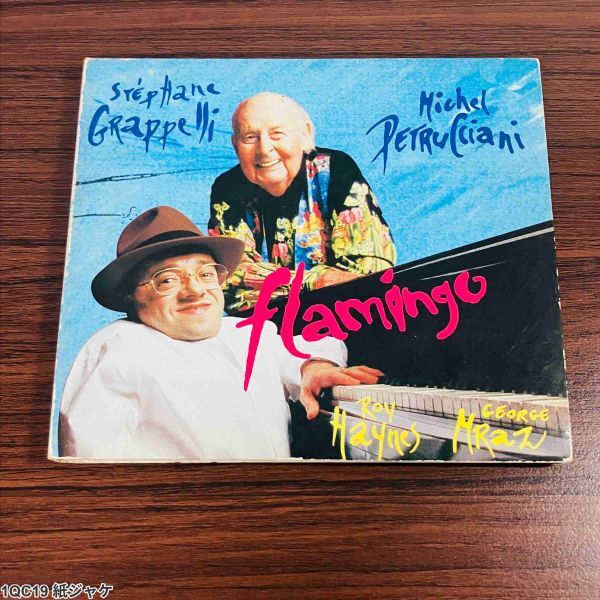 Stéphane
Grappelli
Michel
Petrucciani
flamingo
Roy
Haynes
George
Mraz
1QC19 紙ジャケ